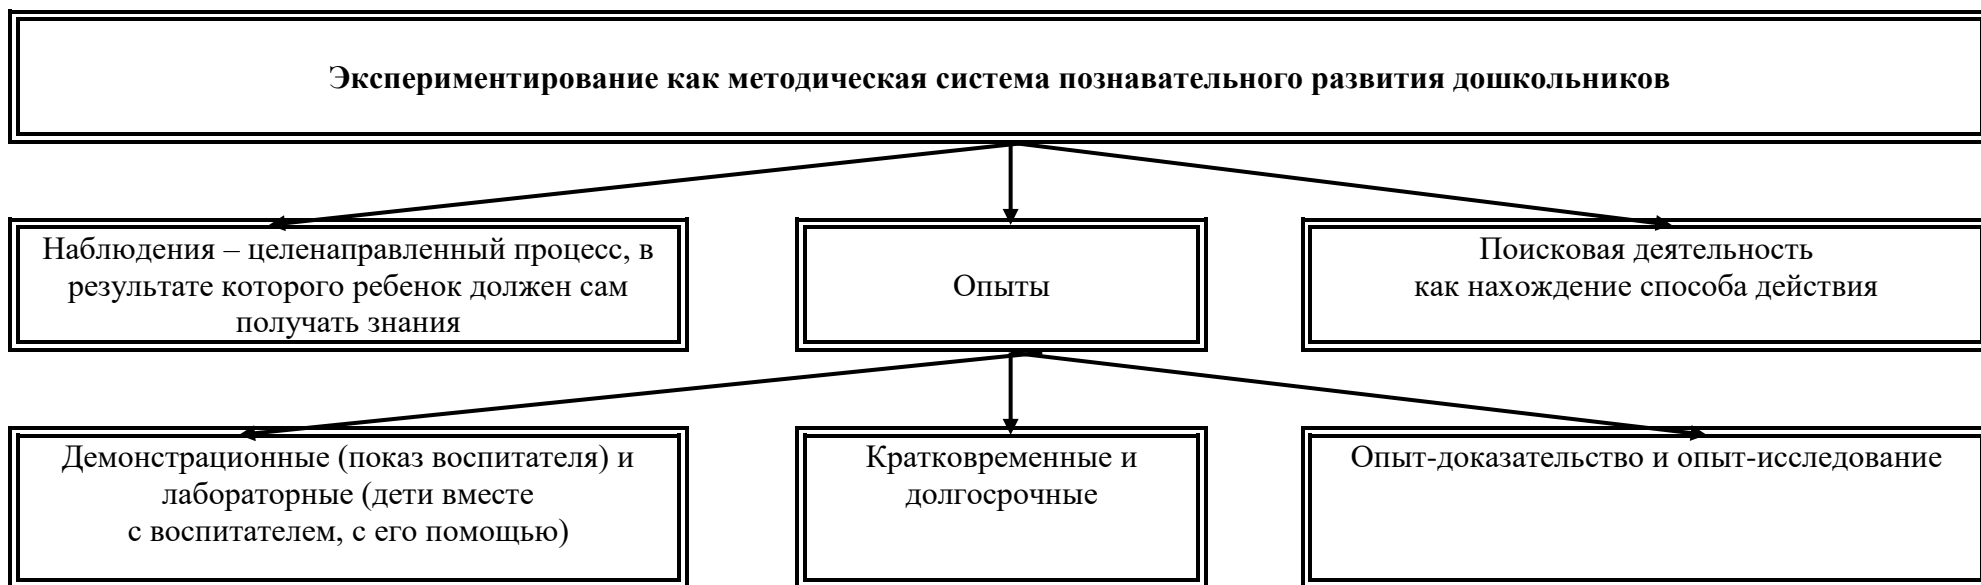 Экспериментирование как методическая система познавательного развития дошкольников
Наблюдения – целенаправленный процесс, в
результате которого ребенок должен сам
получать знания
Опыты
Поисковая деятельность
как нахождение способа действия
Демонстрационные (показ воспитателя) и
лабораторные (дети вместе
с воспитателем, с его помощью)
Кратковременные и
долгосрочные
Опыт-доказательство и опыт-исследование